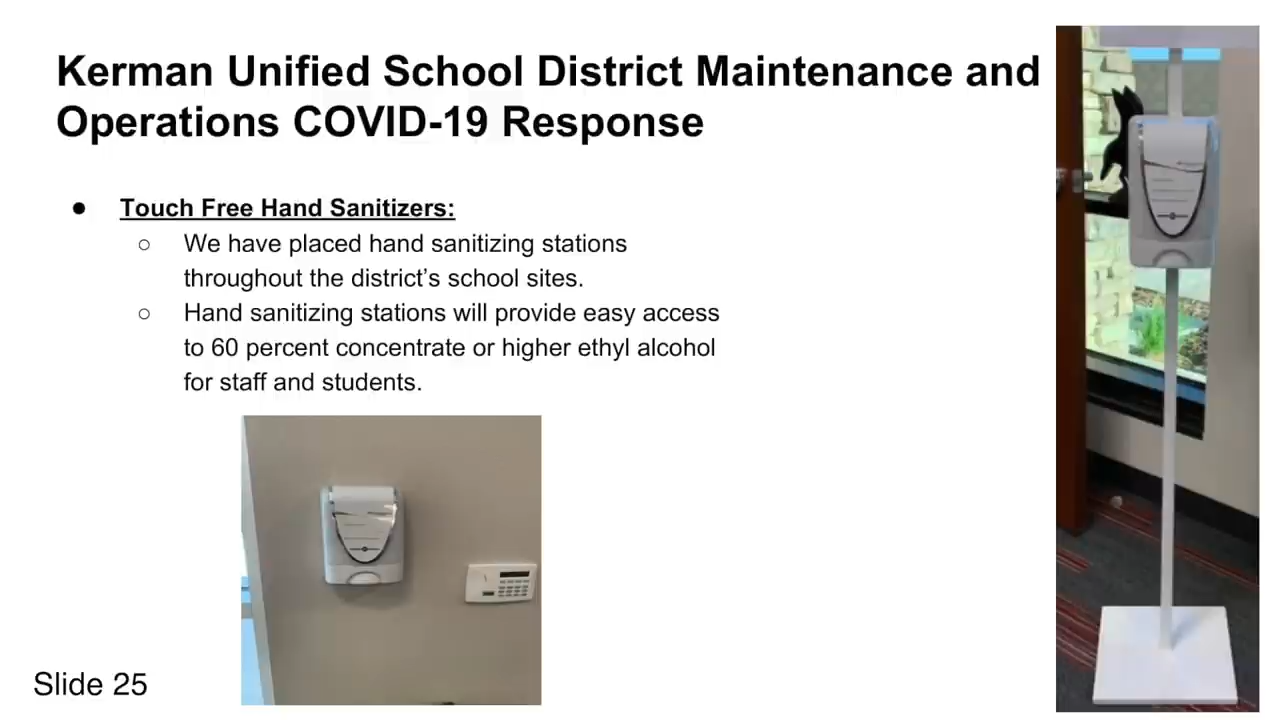 Kerman Unified School District Maintenance and
Operations COVID-19 Response
● Touch Free Hand Sanitizers:
○ We have placed hand sanitizing stations
throughout the district’s school sites.
○ Hand sanitizing stations will provide easy access
to 60 percent concentrate or higher ethyl alcohol
for staff and students.
Slide 25